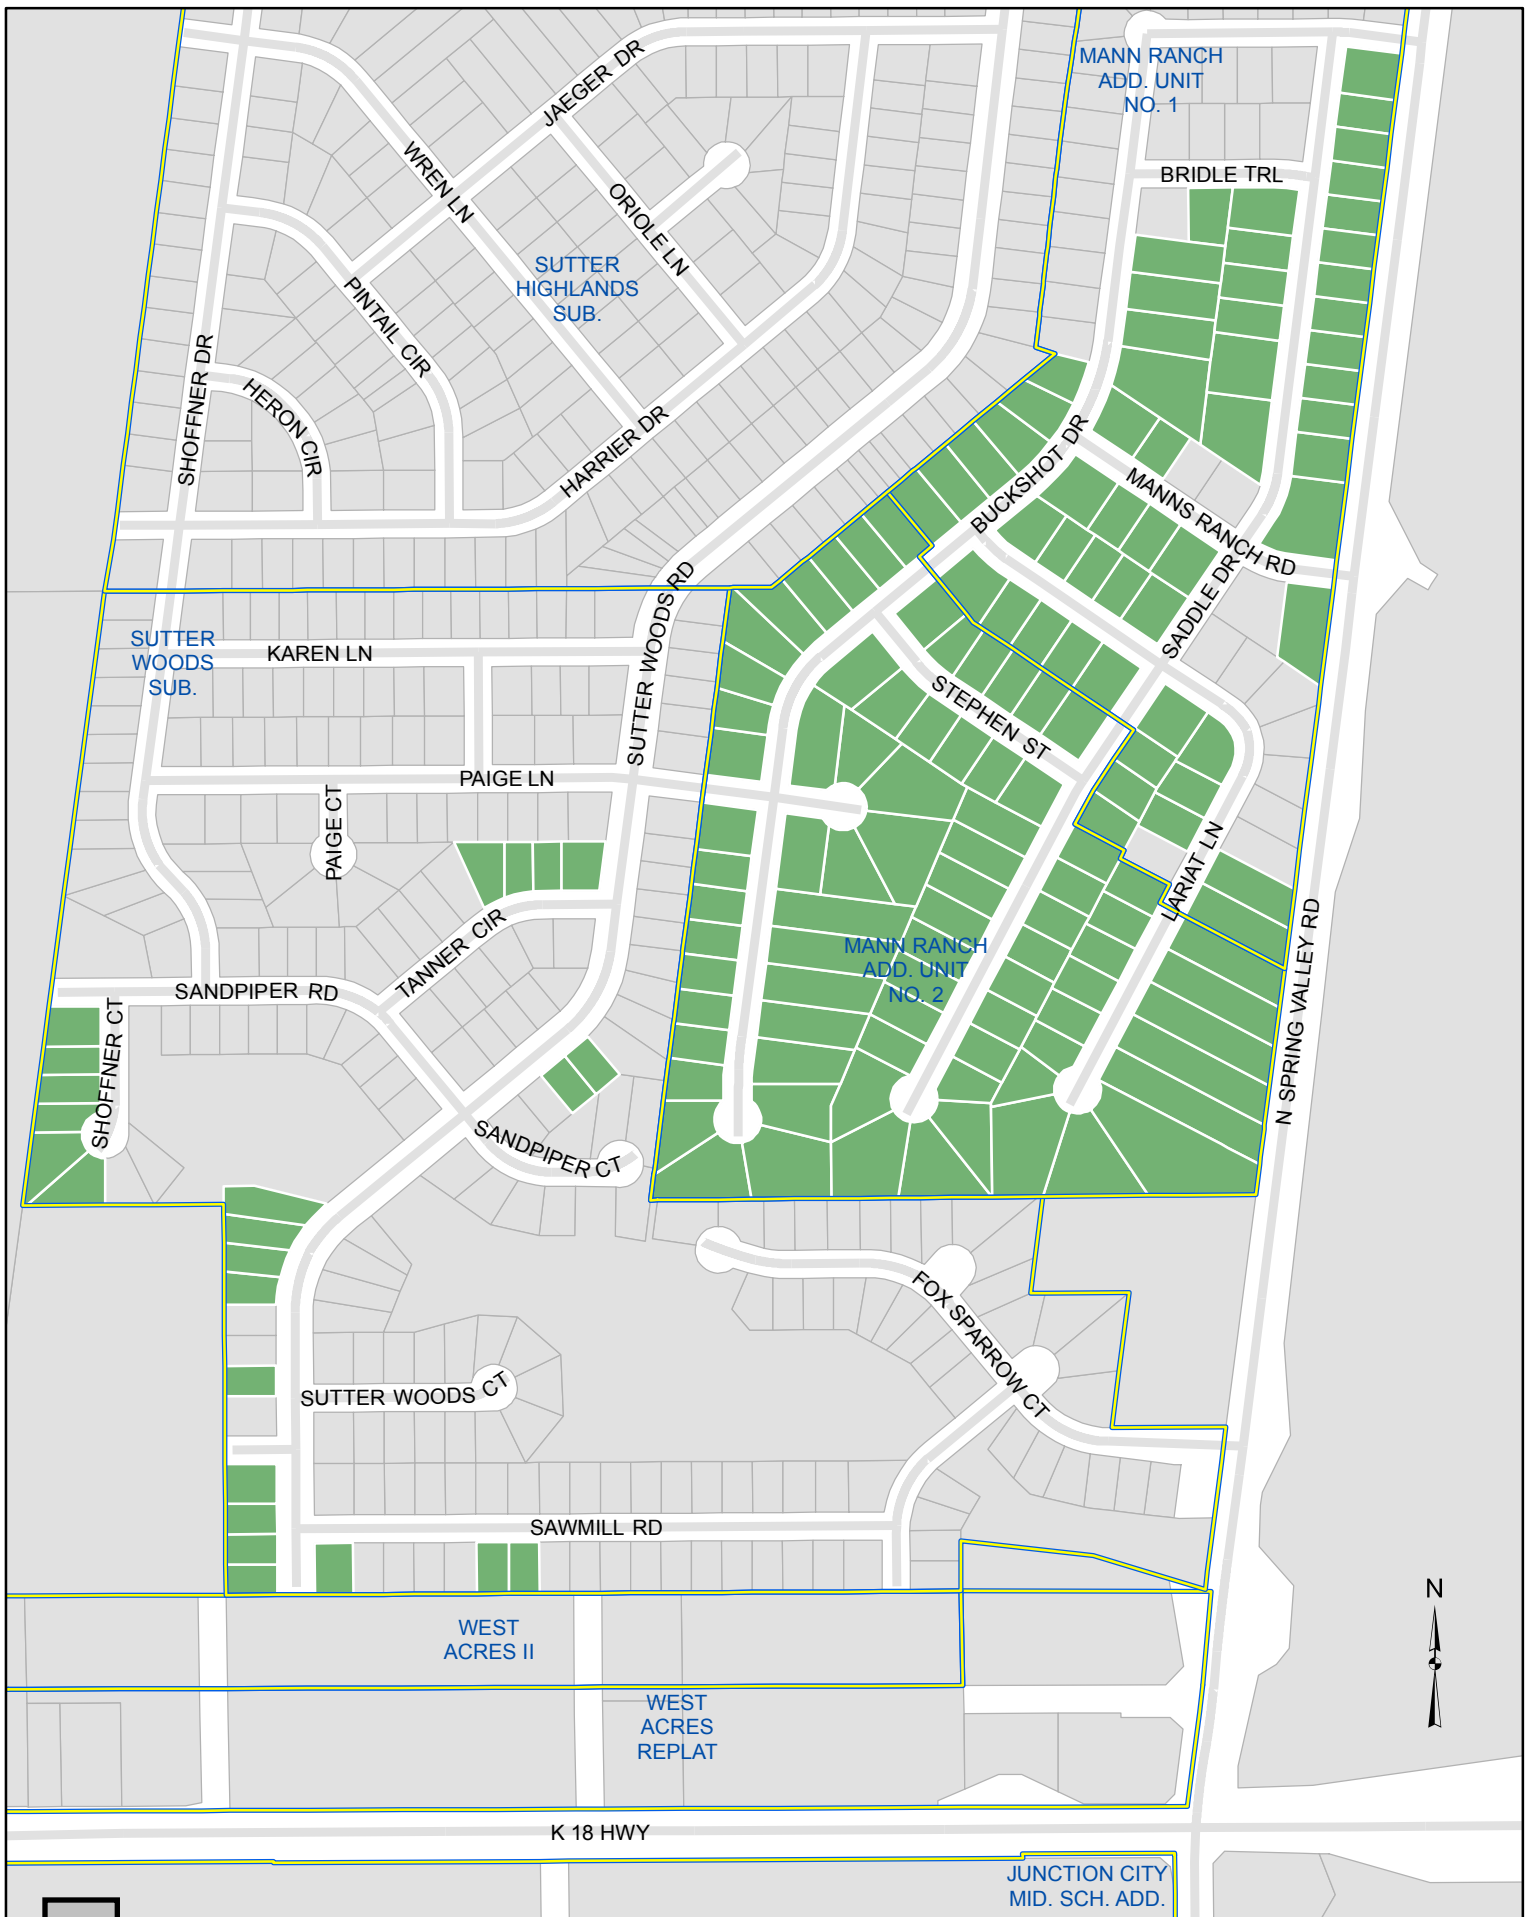 MANN RANCH
ADD. UNIT
NO. 1
JAEGER DR
WREN LN
ORIOLE LN
BRIDLE TRL
SUTTER
HIGHLANDS
SUB.
PINTAIL CIR
SHOFFNER DR
HERON CIR
HARRIER DR
BUCKSHOT DR
MANNS RANCH RD
SADDLE DR
SUTTER
WOODS
SUB.
KAREN LN
SUTTER WOODS RD
STEPHEN ST
PAIGE LN
PAIGE CT
LARIAT LN
TANNER CIR
MANN RANCH
ADD. UNIT
NO. 2
SANDPIPER RD
SHOFFNER CT
N SPRING VALLEY RD
SANDPIPER CT
FOX SPARROW CT
SUTTER WOODS CT
SAWMILL RD
N
WEST
ACRES II
WEST
ACRES
REPLAT
K 18 HWY
JUNCTION CITY
MID. SCH. ADD.